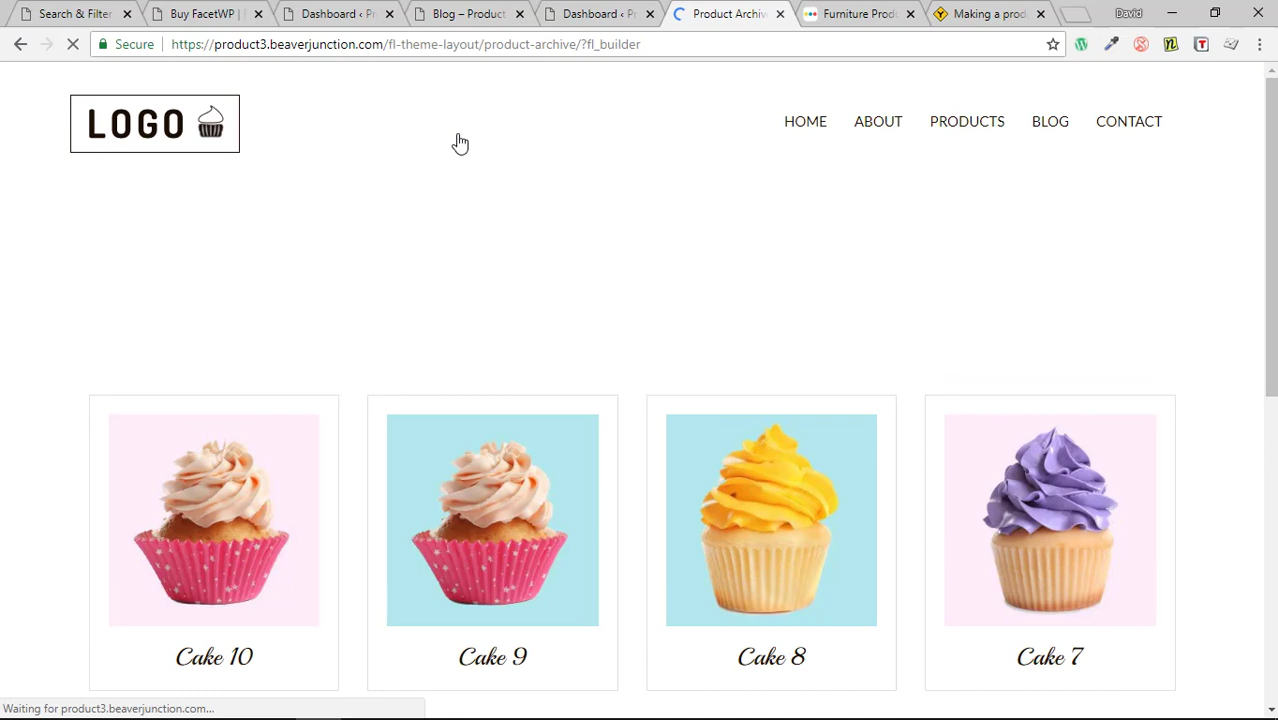 Search & Filter
Buy FacetWP |
Dashboard ‹ Pr
Blog – Product
Dashboard ‹ Pr
Product Archiv
Furniture Prod
Making a prod
David
Secure
https://product3.beaverjunction.com/fl-theme-layout/product-archive/?fl_builder
LOGO
HOME
ABOUT
PRODUCTS
BLOG
CONTACT
Cake 10
Cake 9
Cake 8
Cake 7
Waiting for product3.beaverjunction.com...